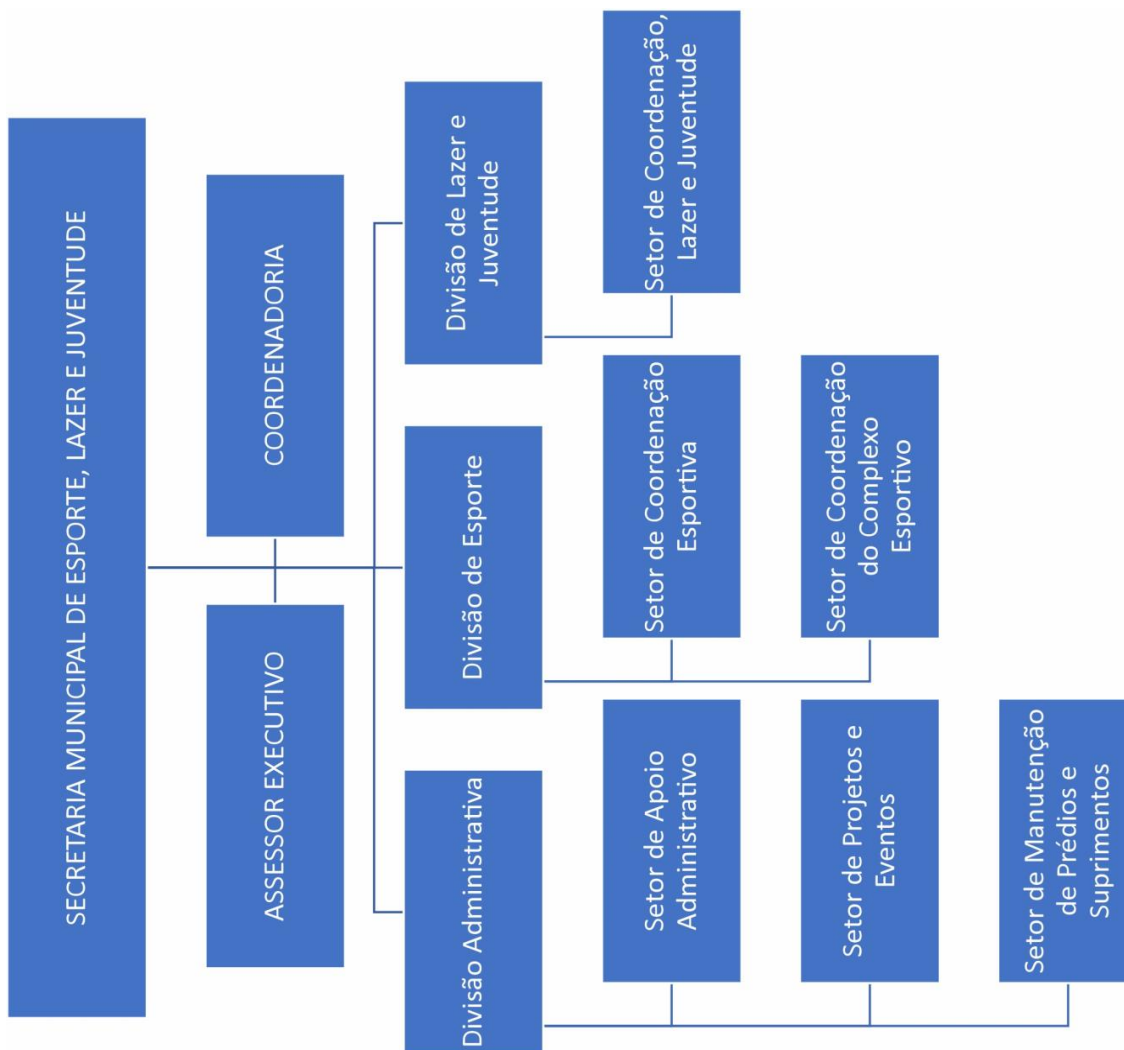 SECRETARIA MUNICIPAL DE ESPORTE, LAZER E JUVENTUDE
ASSESSOR EXECUTIVO
COORDENADORIA
Divisão Administrativa
Divisão de Esporte
Divisão de Lazer e
Juventude
Setor de Apoio
Administrativo
Setor de Coordenação
Esportiva
Setor de Coordenação,
Lazer e Juventude
Setor de Projetos e
Eventos
Setor de Coordenação
do Complexo
Esportivo
Setor de Manutenção
de Prédios e
Suprimentos